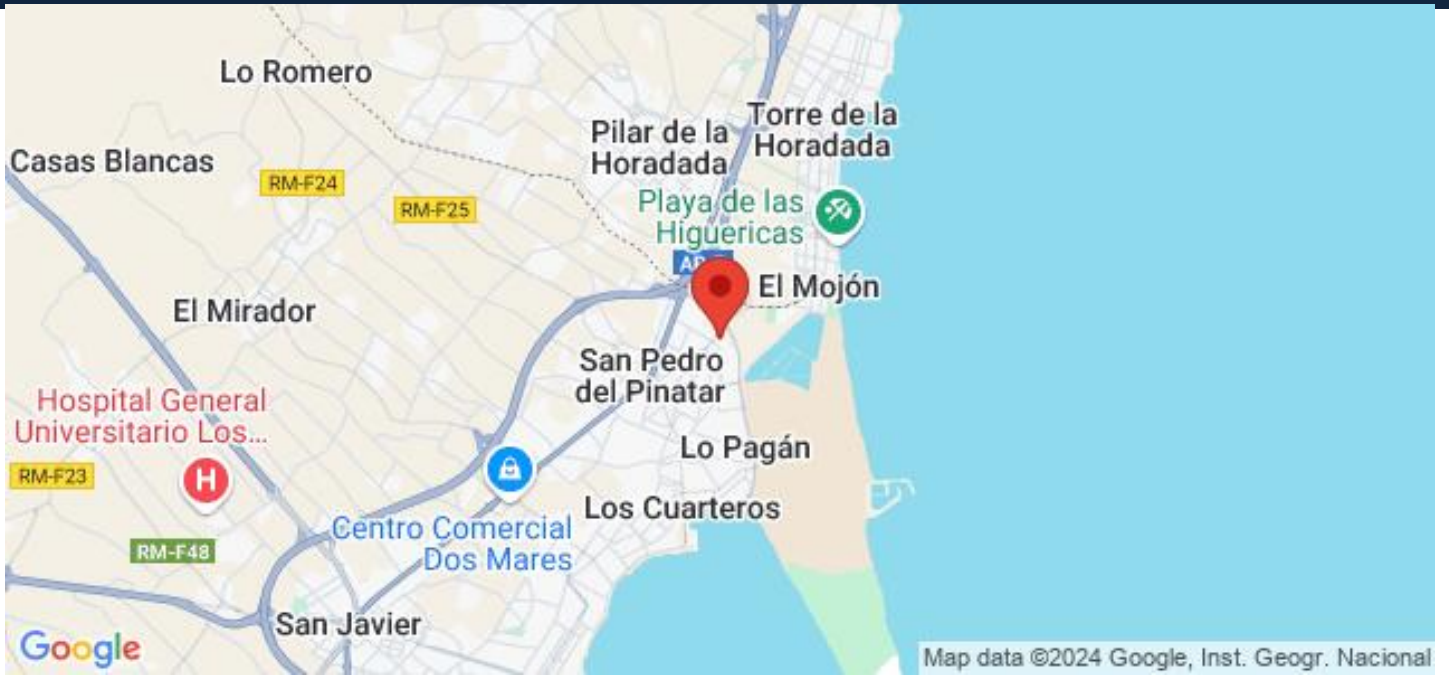 Lo Romero
Torre de la
Horadada
Pilar de la
Horadada
Casas Blancas
RM-F24
RM-F25
Playa de las
Higuericas
El Mojón
El Mirador
San Pedro
del Pinatar
Hospital General
Universitario Los...
H
RM-F23
Lo Pagán
Los Cuarteros
Centro Comercial
Dos Mares
RM-F48
San Javier
Google
Map data ©2024 Google, Inst. Geogr. Nacional